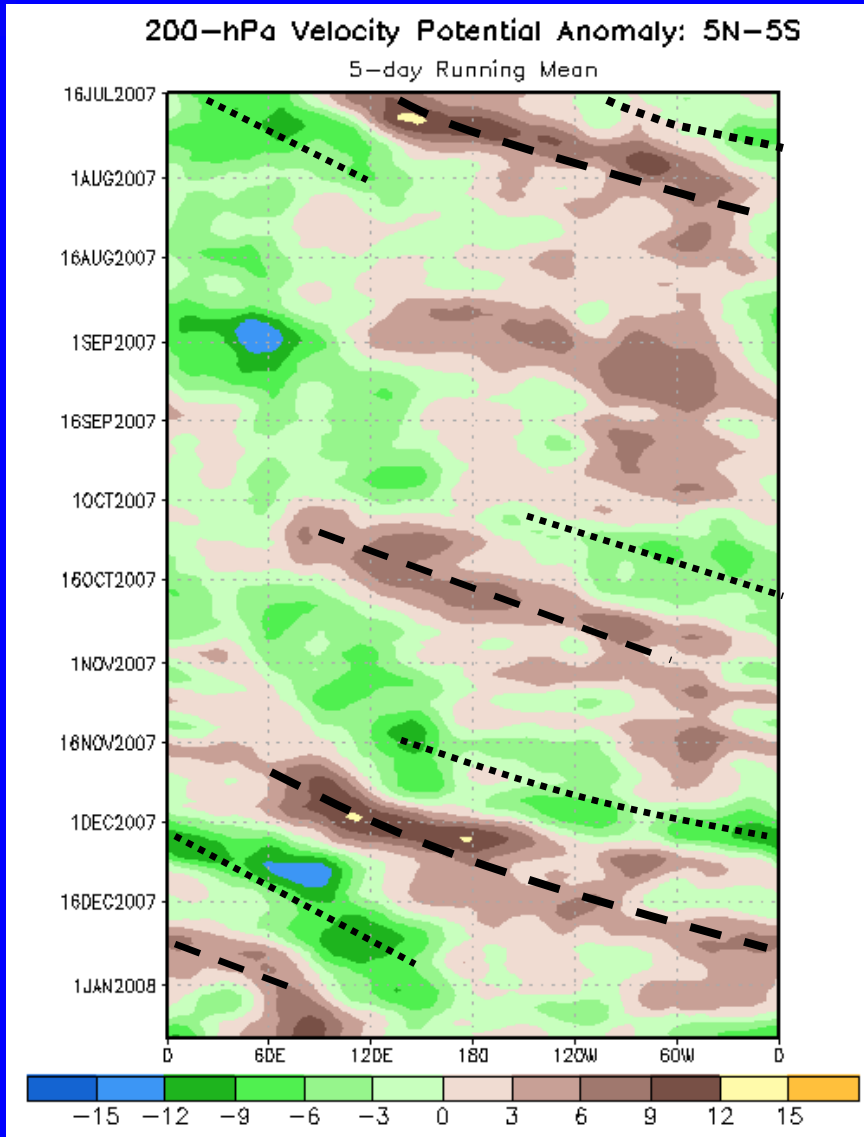 200-hPa Velocity Potential Anomaly: 5N-5S
5-day Running Mean
16JUL2007
1AUG2007
16AUG2007
1SEP2007
16SEP2007
1OCT2007
16OCT2007
1NOV2007
16NOV2007
1DEC2007
16DEC2007
1JAN2008
0 60E 120E 180 120W 60W 0
-15 -12 -9 -6 -3 0 3 6 9 12 15